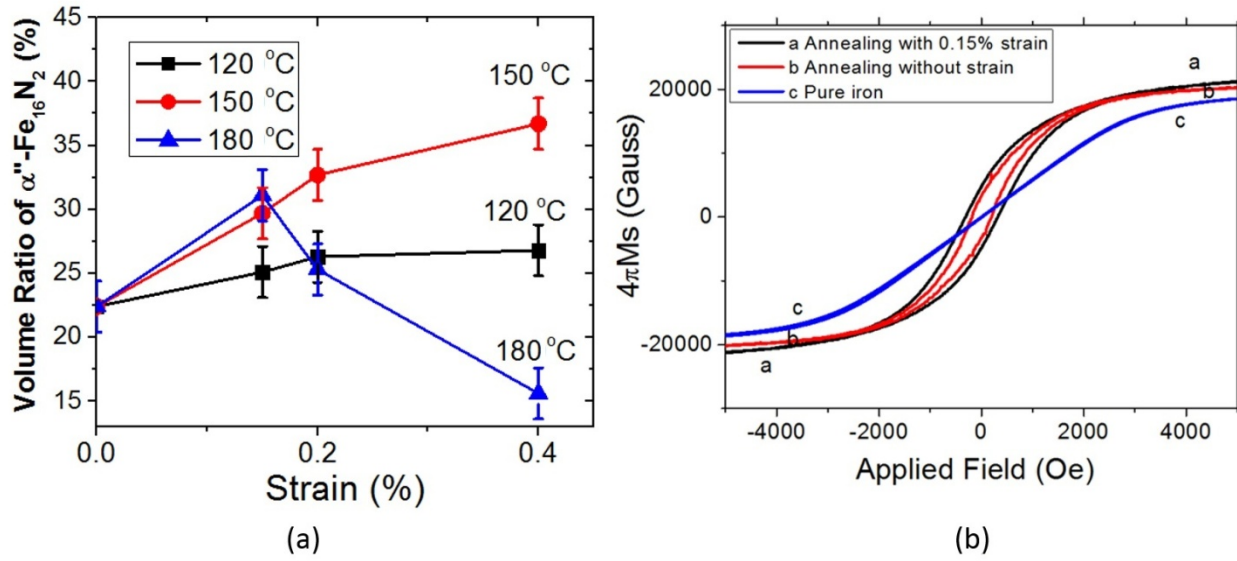 45
40
35
30
25
20
15
Volume Ratio of α"-Fe₁₆N₂ (%)
120 °C
150 °C
180 °C
150 °C
120 °C
180 °C
0.0
0.2
0.4
Strain (%)
(a)
20000
0
-20000
4πMs (Gauss)
a Annealing with 0.15% strain
b Annealing without strain
c Pure iron
a
b
c
c
b
a
-4000
-2000
0
2000
4000
Applied Field (Oe)
(b)